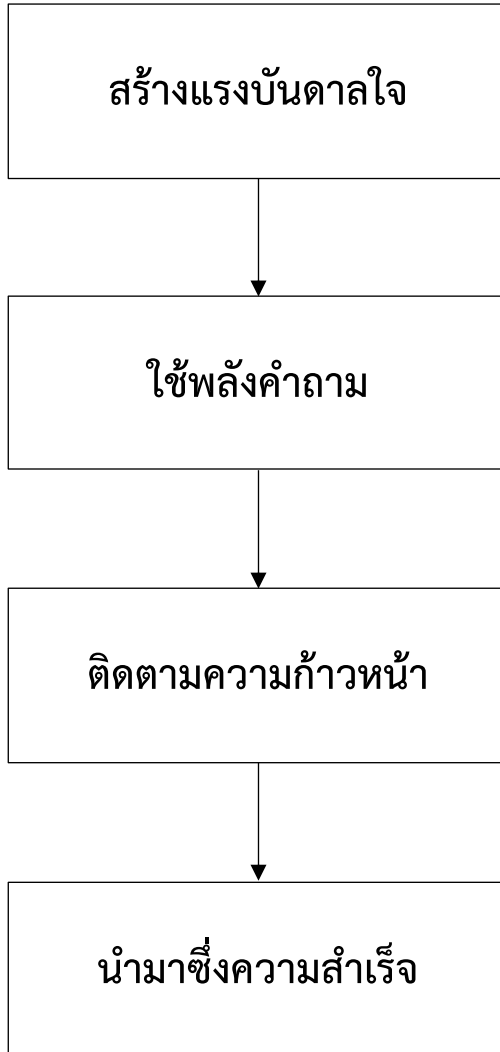 สร้างแรงบันดาลใจ
ใช้พลังคำถาม
ติดตามความก้าวหน้า
นำมาซึ่งความสำเร็จ